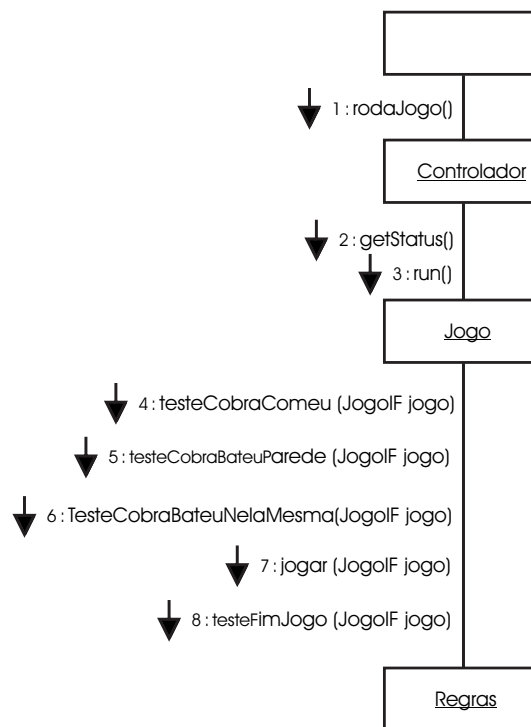 1 : rodaJogo()
Controlador
2 : getStatus()
3 : run()
Jogo
4 : testeCobraComeu (JogoIF jogo)
5 : testeCobraBateuParede (JogoIF jogo)
6 : TesteCobraBateuNelaMesma(JogoIF jogo)
7 : jogar (JogoIF jogo)
8 : testeFimJogo (JogoIF jogo)
Regras